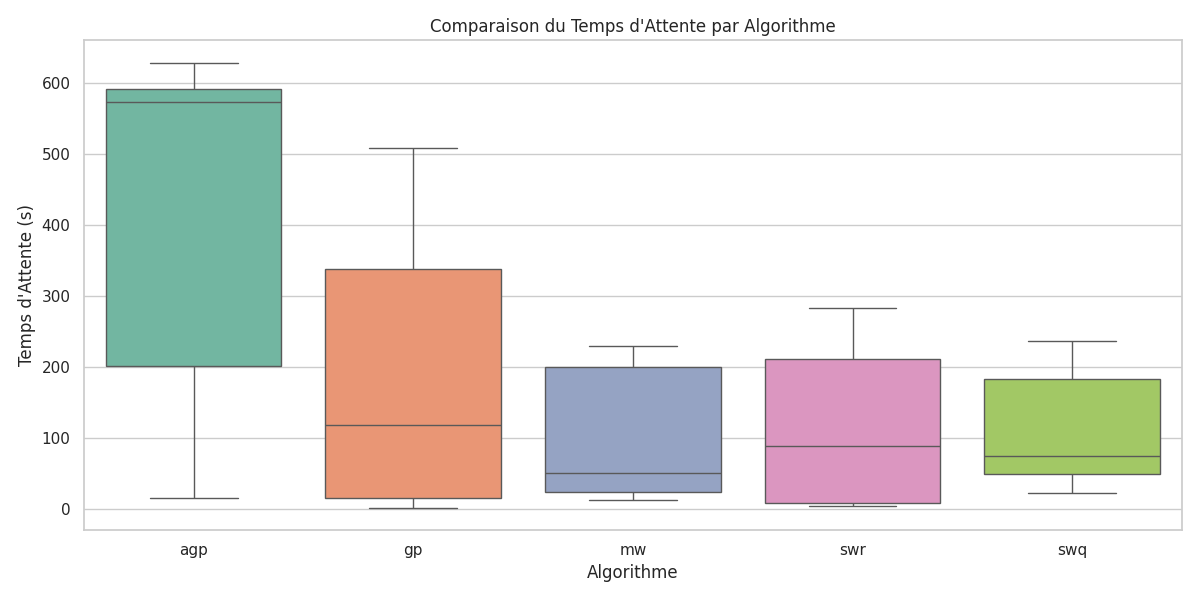 Comparaison du Temps d'Attente par Algorithme
Temps d'Attente (s)
600
500
400
300
200
100
0
agp gp mw swr swq
Algorithme